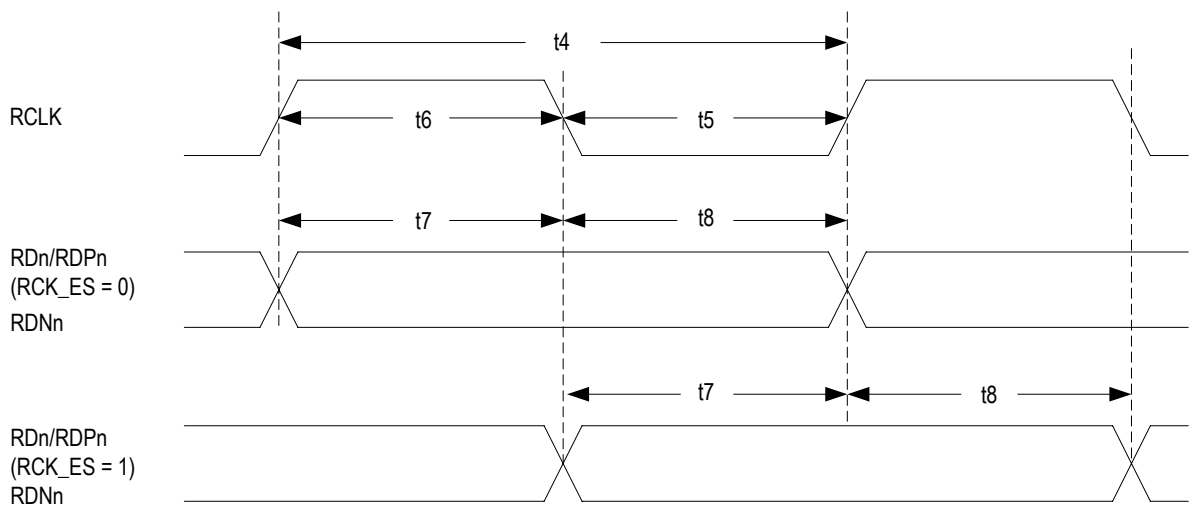 t4
RCLK
t6
t5
t7
t8
RDn/RDPn
(RCK_ES = 0)
RDNn
t7
t8
RDn/RDPn
(RCK_ES = 1)
RDNn